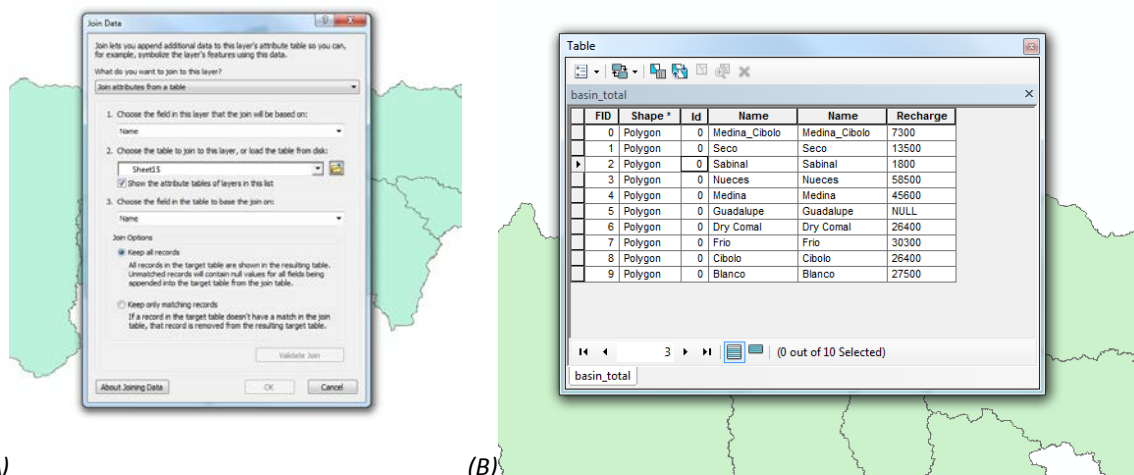 Join Data
Join lets you append additional data to this layer's attribute table so you can,
for example, symbolize the layer's features using this data.
What do you want to join to this layer?
Join attributes from a table
1. Choose the field in this layer that the join will be based on:
Name
2. Choose the table to join to this layer, or load the table from disk:
Sheet1$
Show the attribute tables of layers in this list
3. Choose the field in the table to base the join on:
Name
Join Options
Keep all records
All records in the target table are shown in the resulting table.
Unmatched records will contain null values for all fields being
appended into the target table from the join table.
Keep only matching records
If a record in the target table doesn't have a match in the join
table, that record is removed from the resulting target table.
Validate Join
About Joining Data OK Cancel
)
Table
basin_total
FID Shape * Id Name Name Recharge
0 Polygon 0 Medina_Cibolo Medina_Cibolo 7300
1 Polygon 0 Seco Seco 13500
2 Polygon 0 Sabinal Sabinal 1800
3 Polygon 0 Nueces Nueces 58500
4 Polygon 0 Medina Medina 45600
5 Polygon 0 Guadalupe Guadalupe NULL
6 Polygon 0 Dry Comal Dry Comal 26400
7 Polygon 0 Frio Frio 30300
8 Polygon 0 Cibolo Cibolo 26400
9 Polygon 0 Blanco Blanco 27500
3 (0 out of 10 Selected)
basin_total
(B)